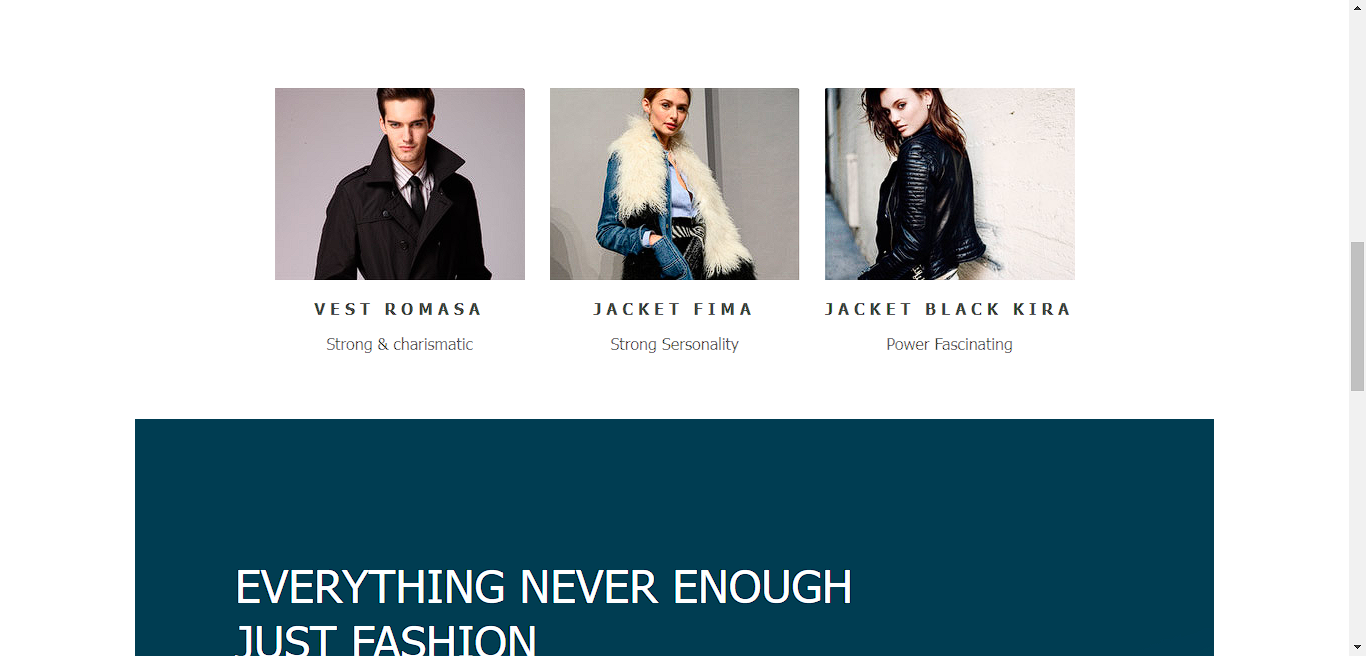 VEST ROMASA
Strong & charismatic
JACKET FIMA
Strong Sersonality
JACKET BLACK KIRA
Power Fascinating
EVERYTHING NEVER ENOUGH
JUST FASHION